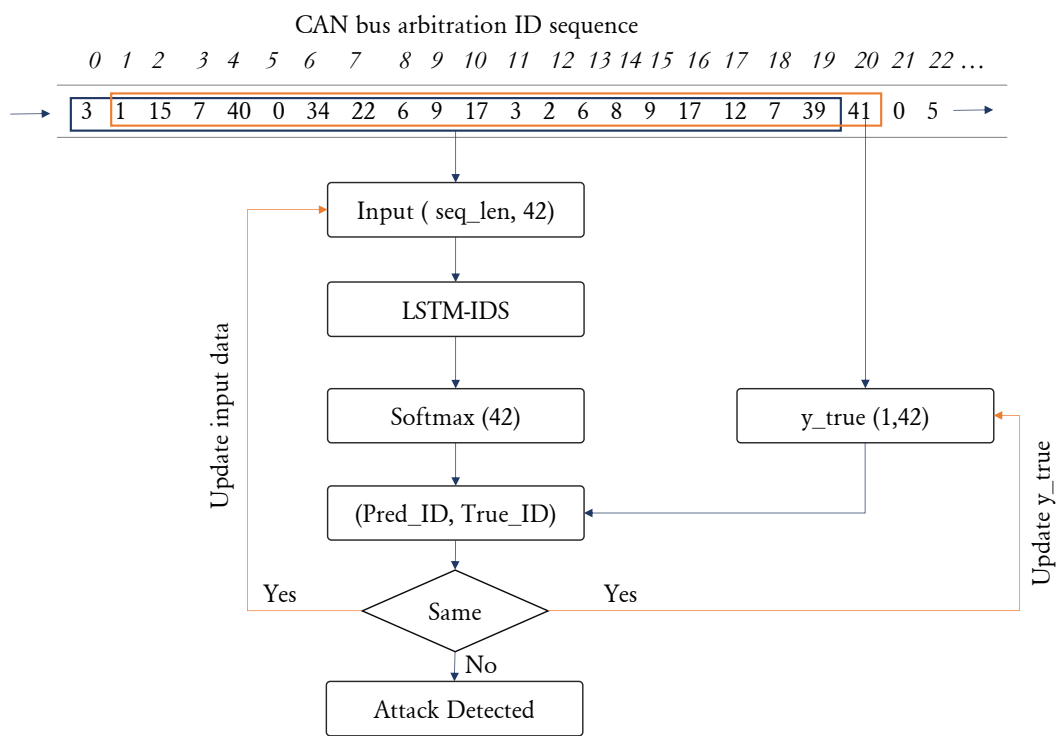 CAN bus arbitration ID sequence
0 1 2 3 4 5 6 7 8 9 10 11 12 13 14 15 16 17 18 19 20 21 22 ...
3 1 15 7 40 0 34 22 6 9 17 3 2 6 8 9 17 12 7 39 41 0 5
Input ( seq_len, 42)
LSTM-IDS
Update input data
Softmax (42)
y_true (1,42)
(Pred_ID, True_ID)
Update y_true
Yes
Same
Yes
No
Attack Detected